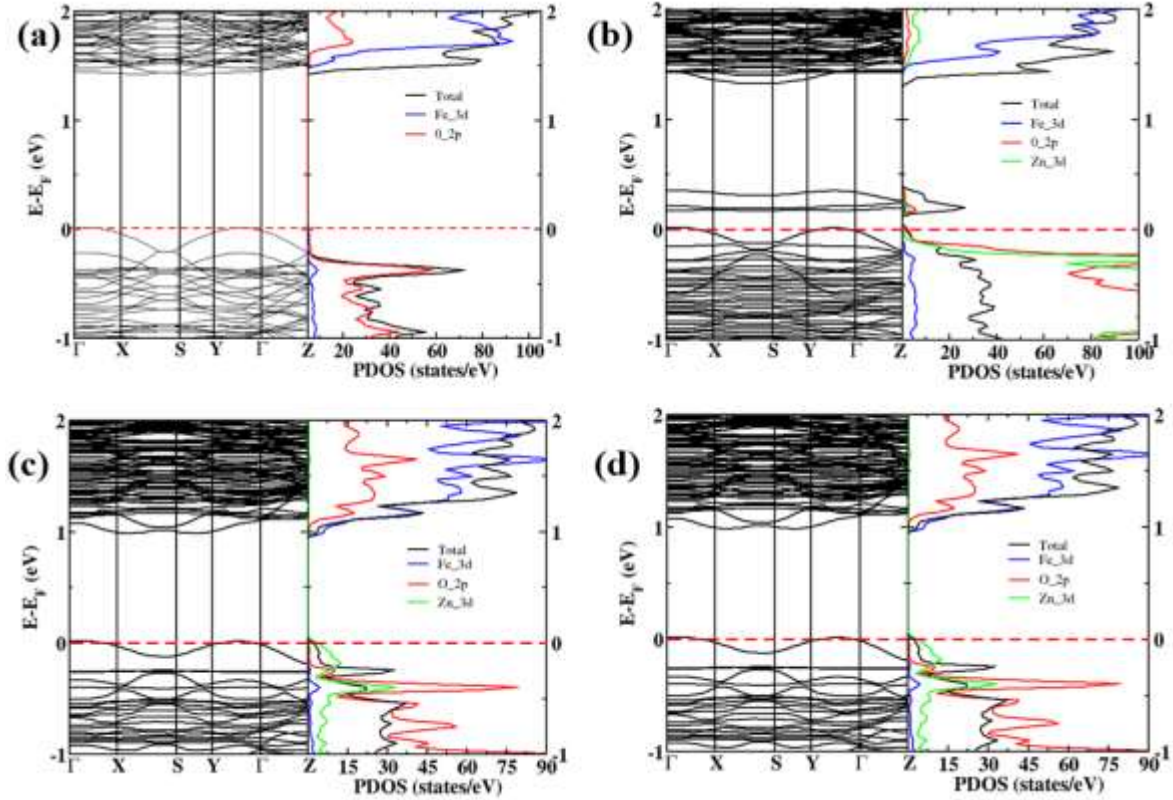 (a)
2
1
0
-1
E-E_F (eV)
Γ X S Y Γ Z
20 40 60 80 100
PDOS (states/eV)
2
1
0
-1
Total
Fe_3d
0_2p
(b)
2
1
0
-1
E-E_F (eV)
Γ X S Y Γ Z
20 40 60 80 100
PDOS (states/eV)
2
1
0
-1
Total
Fe_3d
O_2p
Zn_3d
(c)
2
1
0
-1
E-E_F (eV)
Γ X S Y Γ Z
15 30 45 60 75 90
PDOS (states/eV)
2
1
0
-1
Total
Fe_3d
O_2p
Zn_3d
(d)
2
1
0
-1
E-E_F (eV)
Γ X S Y Γ Z
15 30 45 60 75 90
PDOS (states/eV)
2
1
0
-1
Total
Fe_3d
O_2p
Zn_3d